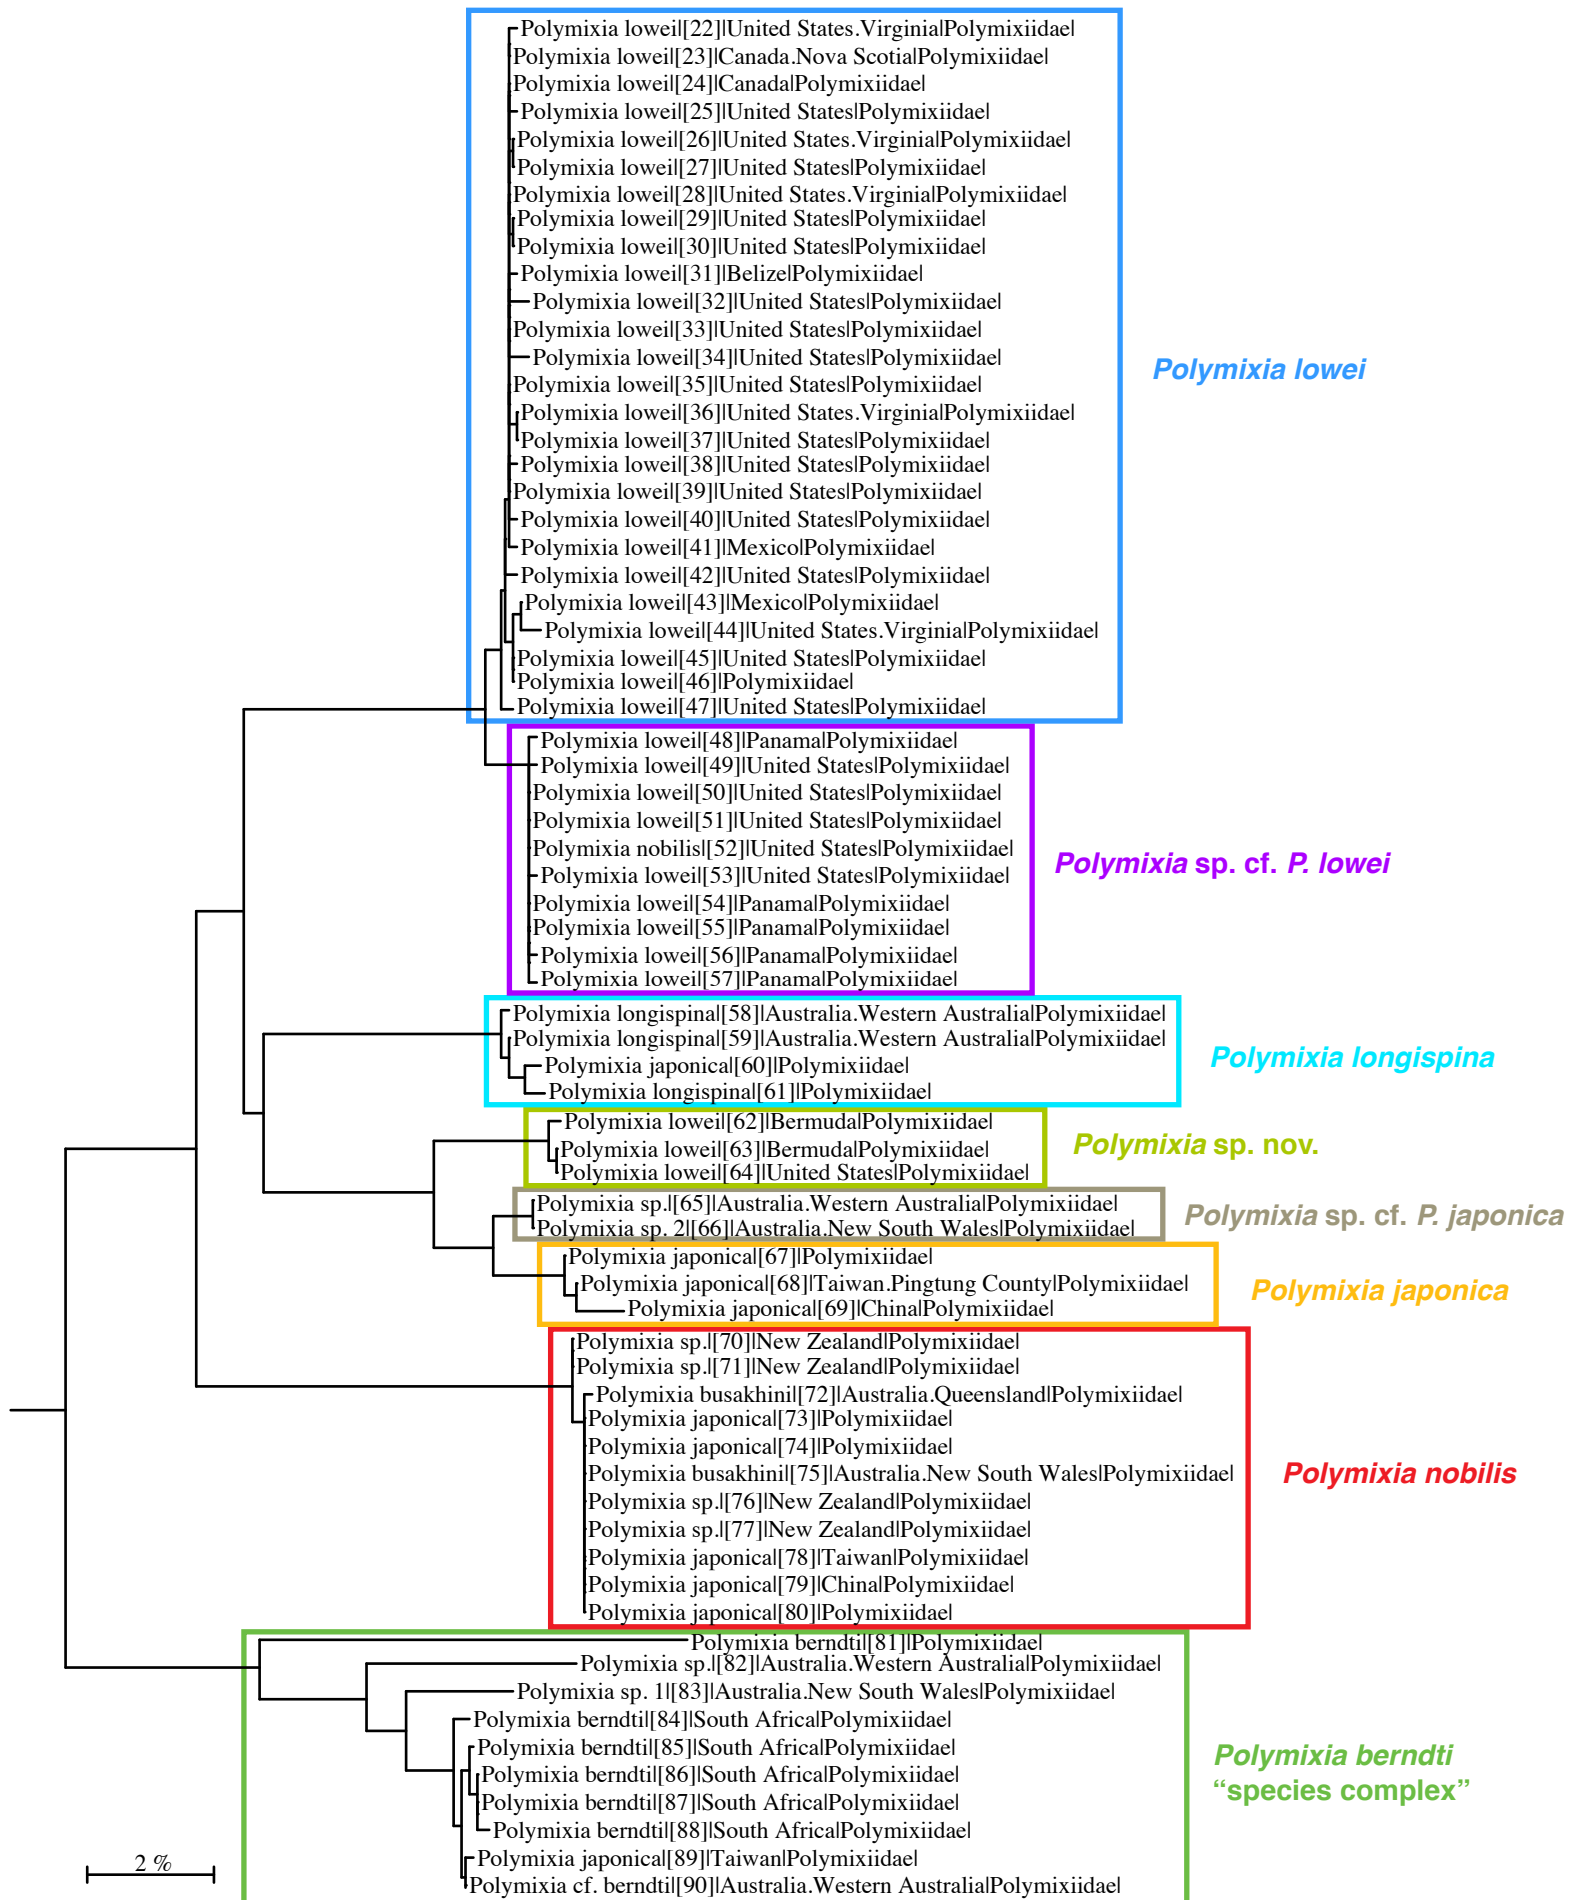 Polymixia lowei|[22]|United States.Virginia|Polymixiidae|
Polymixia lowei|[23]|Canada.Nova Scotia|Polymixiidae|
Polymixia lowei|[24]|Canada|Polymixiidae|
Polymixia lowei|[25]|United States|Polymixiidae|
Polymixia lowei|[26]|United States.Virginia|Polymixiidae|
Polymixia lowei|[27]|United States|Polymixiidae|
Polymixia lowei|[28]|United States.Virginia|Polymixiidae|
Polymixia lowei|[29]|United States|Polymixiidae|
Polymixia lowei|[30]|United States|Polymixiidae|
Polymixia lowei|[31]|Belize|Polymixiidae|
Polymixia lowei|[32]|United States|Polymixiidae|
Polymixia lowei|[33]|United States|Polymixiidae|
Polymixia lowei|[34]|United States|Polymixiidae|
Polymixia lowei
Polymixia lowei|[35]|United States|Polymixiidae|
Polymixia lowei|[36]|United States.Virginia|Polymixiidae|
Polymixia lowei|[37]|United States|Polymixiidae|
Polymixia lowei|[38]|United States|Polymixiidae|
Polymixia lowei|[39]|United States|Polymixiidae|
Polymixia lowei|[40]|United States|Polymixiidae|
Polymixia lowei|[41]|Mexico|Polymixiidae|
Polymixia lowei|[42]|United States|Polymixiidae|
Polymixia lowei|[43]|Mexico|Polymixiidae|
Polymixia lowei|[44]|United States.Virginia|Polymixiidae|
Polymixia lowei|[45]|United States|Polymixiidae|
Polymixia lowei|[46]|Polymixiidae|
Polymixia lowei|[47]|United States|Polymixiidae|
Polymixia lowei|[48]|Panama|Polymixiidae|
Polymixia lowei|[49]|United States|Polymixiidae|
Polymixia lowei|[50]|United States|Polymixiidae|
Polymixia lowei|[51]|United States|Polymixiidae|
Polymixia nobilis|[52]|United States|Polymixiidae|
Polymixia sp. cf. P. lowei
Polymixia lowei|[53]|United States|Polymixiidae|
Polymixia lowei|[54]|Panama|Polymixiidae|
Polymixia lowei|[55]|Panama|Polymixiidae|
Polymixia lowei|[56]|Panama|Polymixiidae|
Polymixia lowei|[57]|Panama|Polymixiidae|
Polymixia longispina|[58]|Australia.Western Australia|Polymixiidae|
Polymixia longispina|[59]|Australia.Western Australia|Polymixiidae|
Polymixia longispina
Polymixia japonica|[60]|Polymixiidae|
Polymixia longispina|[61]|Polymixiidae|
Polymixia lowei|[62]|Bermuda|Polymixiidae|
Polymixia sp. nov.
Polymixia lowei|[63]|Bermuda|Polymixiidae|
Polymixia lowei|[64]|United States|Polymixiidae|
Polymixia sp.|[65]|Australia.Western Australia|Polymixiidae|
Polymixia sp. cf. P. japonica
Polymixia sp. 2|[66]|Australia.New South Wales|Polymixiidae|
Polymixia japonica|[67]|Polymixiidae|
Polymixia japonica|[68]|Taiwan.Pingtung County|Polymixiidae|
Polymixia japonica
Polymixia japonica|[69]|China|Polymixiidae|
Polymixia sp.|[70]|New Zealand|Polymixiidae|
Polymixia sp.|[71]|New Zealand|Polymixiidae|
Polymixia busakhini|[72]|Australia.Queensland|Polymixiidae|
Polymixia japonica|[73]|Polymixiidae|
Polymixia japonica|[74]|Polymixiidae|
Polymixia busakhini|[75]|Australia.New South Wales|Polymixiidae|
Polymixia nobilis
Polymixia sp.|[76]|New Zealand|Polymixiidae|
Polymixia sp.|[77]|New Zealand|Polymixiidae|
Polymixia japonica|[78]|Taiwan|Polymixiidae|
Polymixia japonica|[79]|China|Polymixiidae|
Polymixia japonica|[80]|Polymixiidae|
Polymixia berndti|[81]|Polymixiidae|
Polymixia sp.|[82]|Australia.Western Australia|Polymixiidae|
Polymixia sp. 1|[83]|Australia.New South Wales|Polymixiidae|
Polymixia berndti|[84]|South Africa|Polymixiidae|
Polymixia berndti|[85]|South Africa|Polymixiidae|
Polymixia berndti
“species complex”
Polymixia berndti|[86]|South Africa|Polymixiidae|
Polymixia berndti|[87]|South Africa|Polymixiidae|
Polymixia berndti|[88]|South Africa|Polymixiidae|
Polymixia japonica|[89]|Taiwan|Polymixiidae|
Polymixia cf. berndti|[90]|Australia.Western Australia|Polymixiidae|
2 %